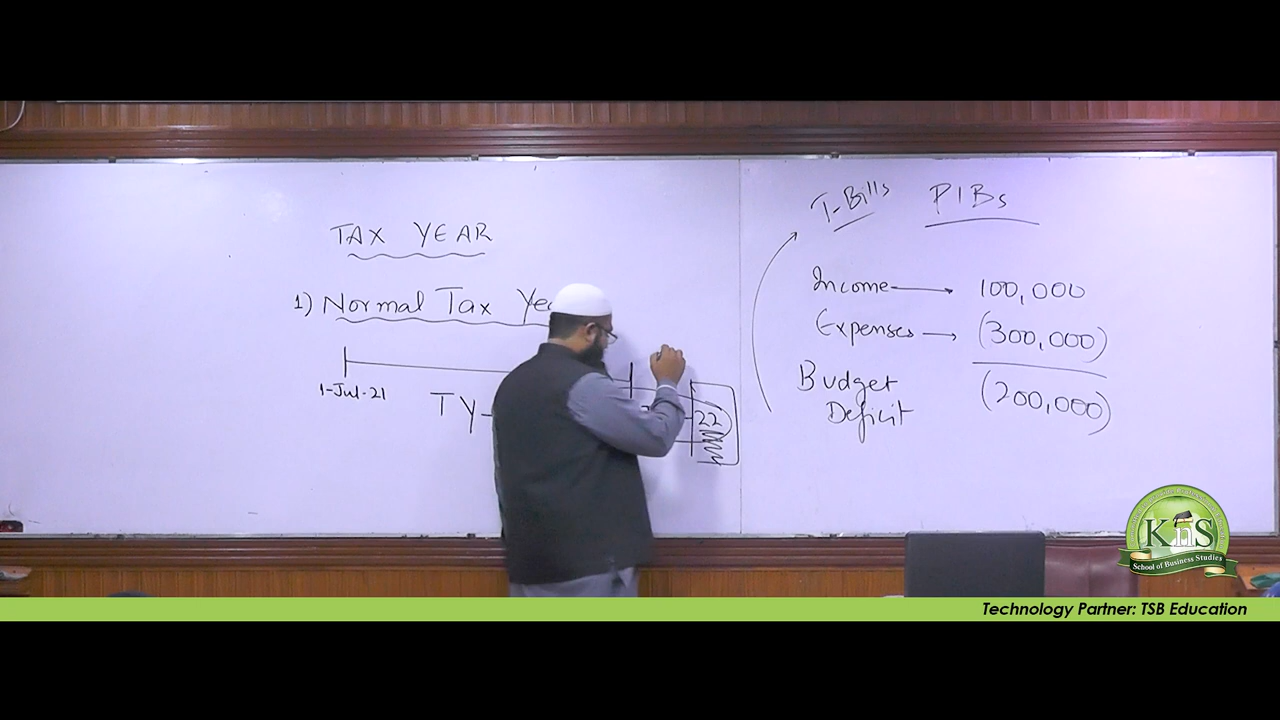 TAX YEAR
1) Normal Tax Yea
1-Jul-21
TY-
22
T-Bills PIBs
Income → 100,000
Expenses → (300,000)
Budget Deficit (200,000)
KnS
School of Business Studies
Technology Partner: TSB Education